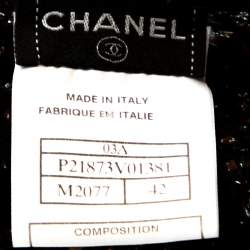 CHANEL
MADE IN ITALY
FABRIQUE EM ITALIE
03A
P21873V01381
M2077 42
COMPOSITION